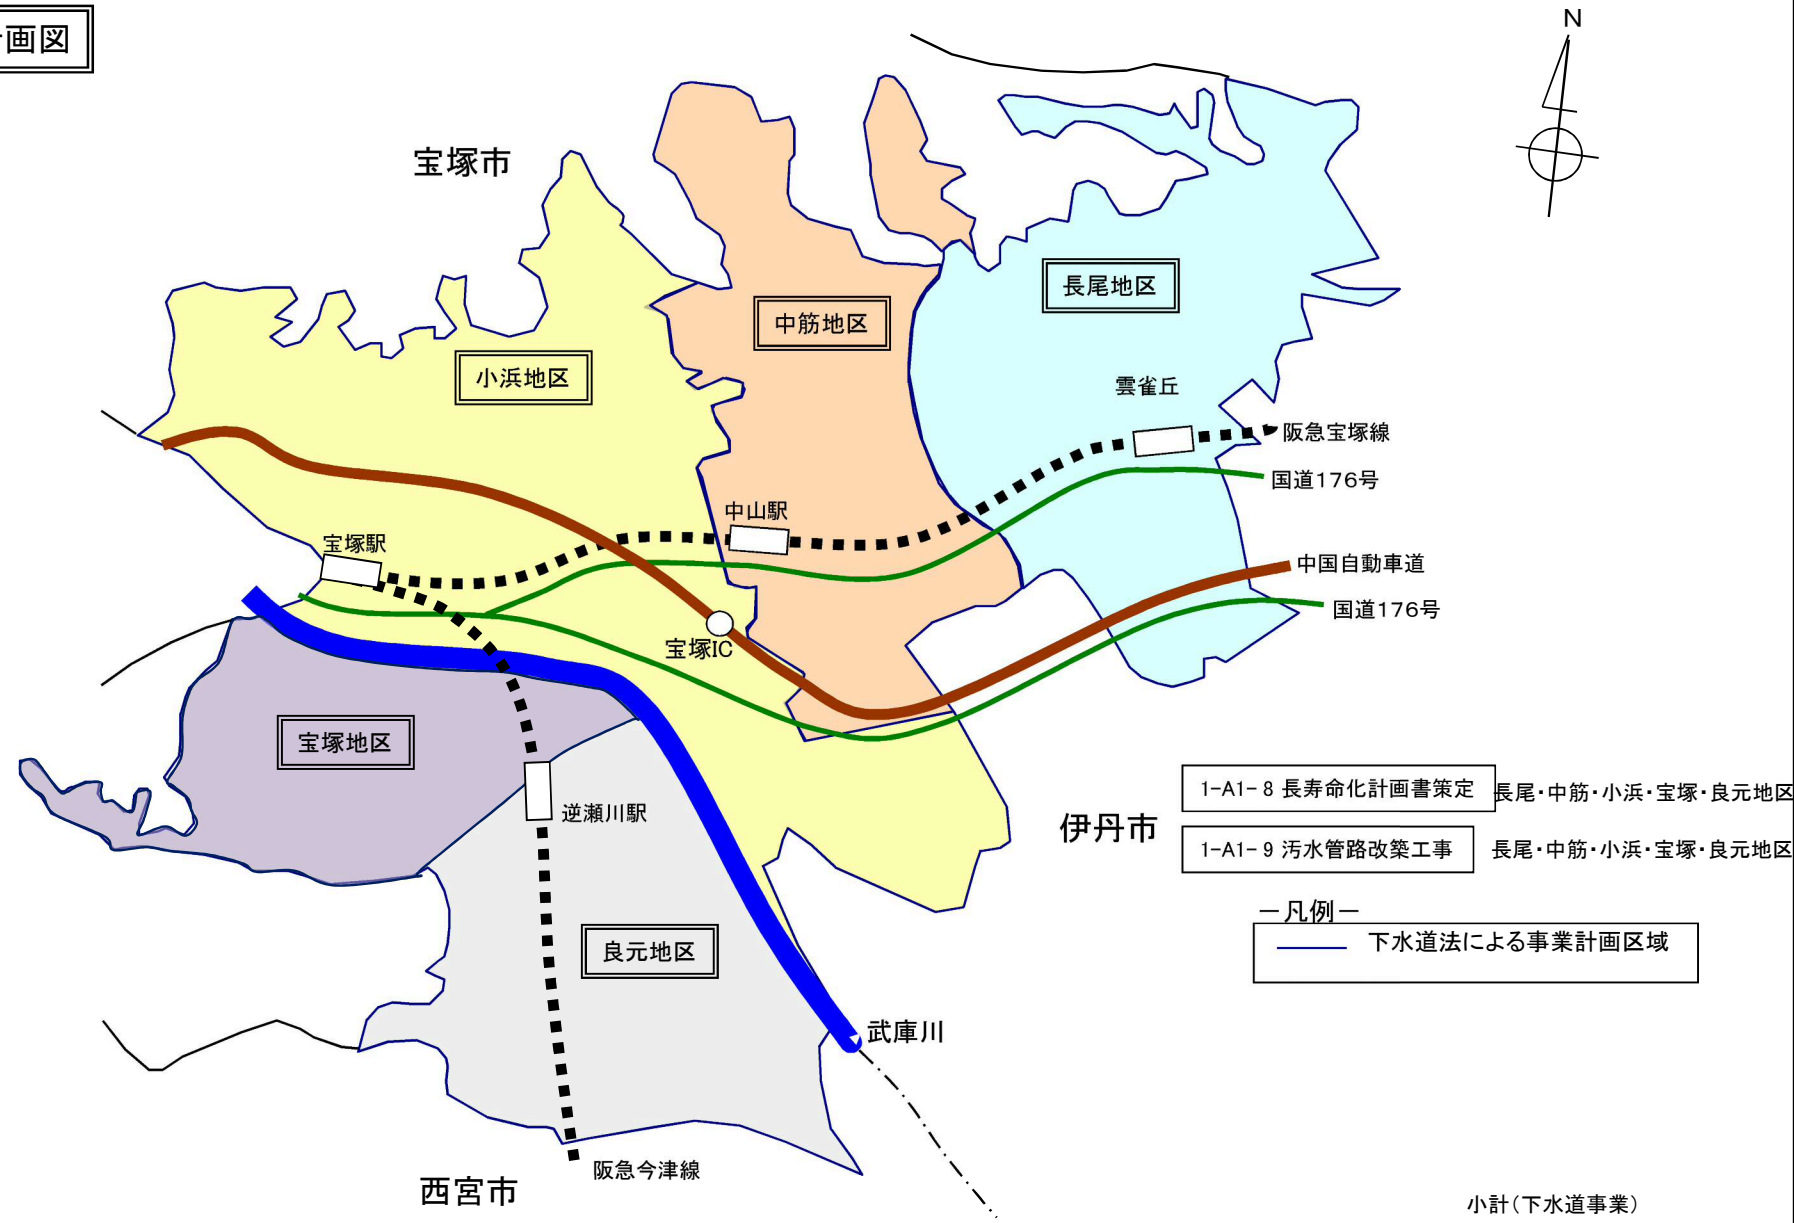 画図
N
宝塚市
長尾地区
中筋地区
小浜地区
雲雀丘
阪急宝塚線
国道176号
中山駅
宝塚駅
中国自動車道
国道176号
宝塚IC
宝塚地区
1-A1-8 長寿命化計画書策定 長尾・中筋・小浜・宝塚・良元地区
逆瀬川駅
伊丹市
1-A1-9 汚水管路改築工事 長尾・中筋・小浜・宝塚・良元地区
－凡例－
下水道法による事業計画区域
良元地区
武庫川
阪急今津線
西宮市
小計(下水道事業)